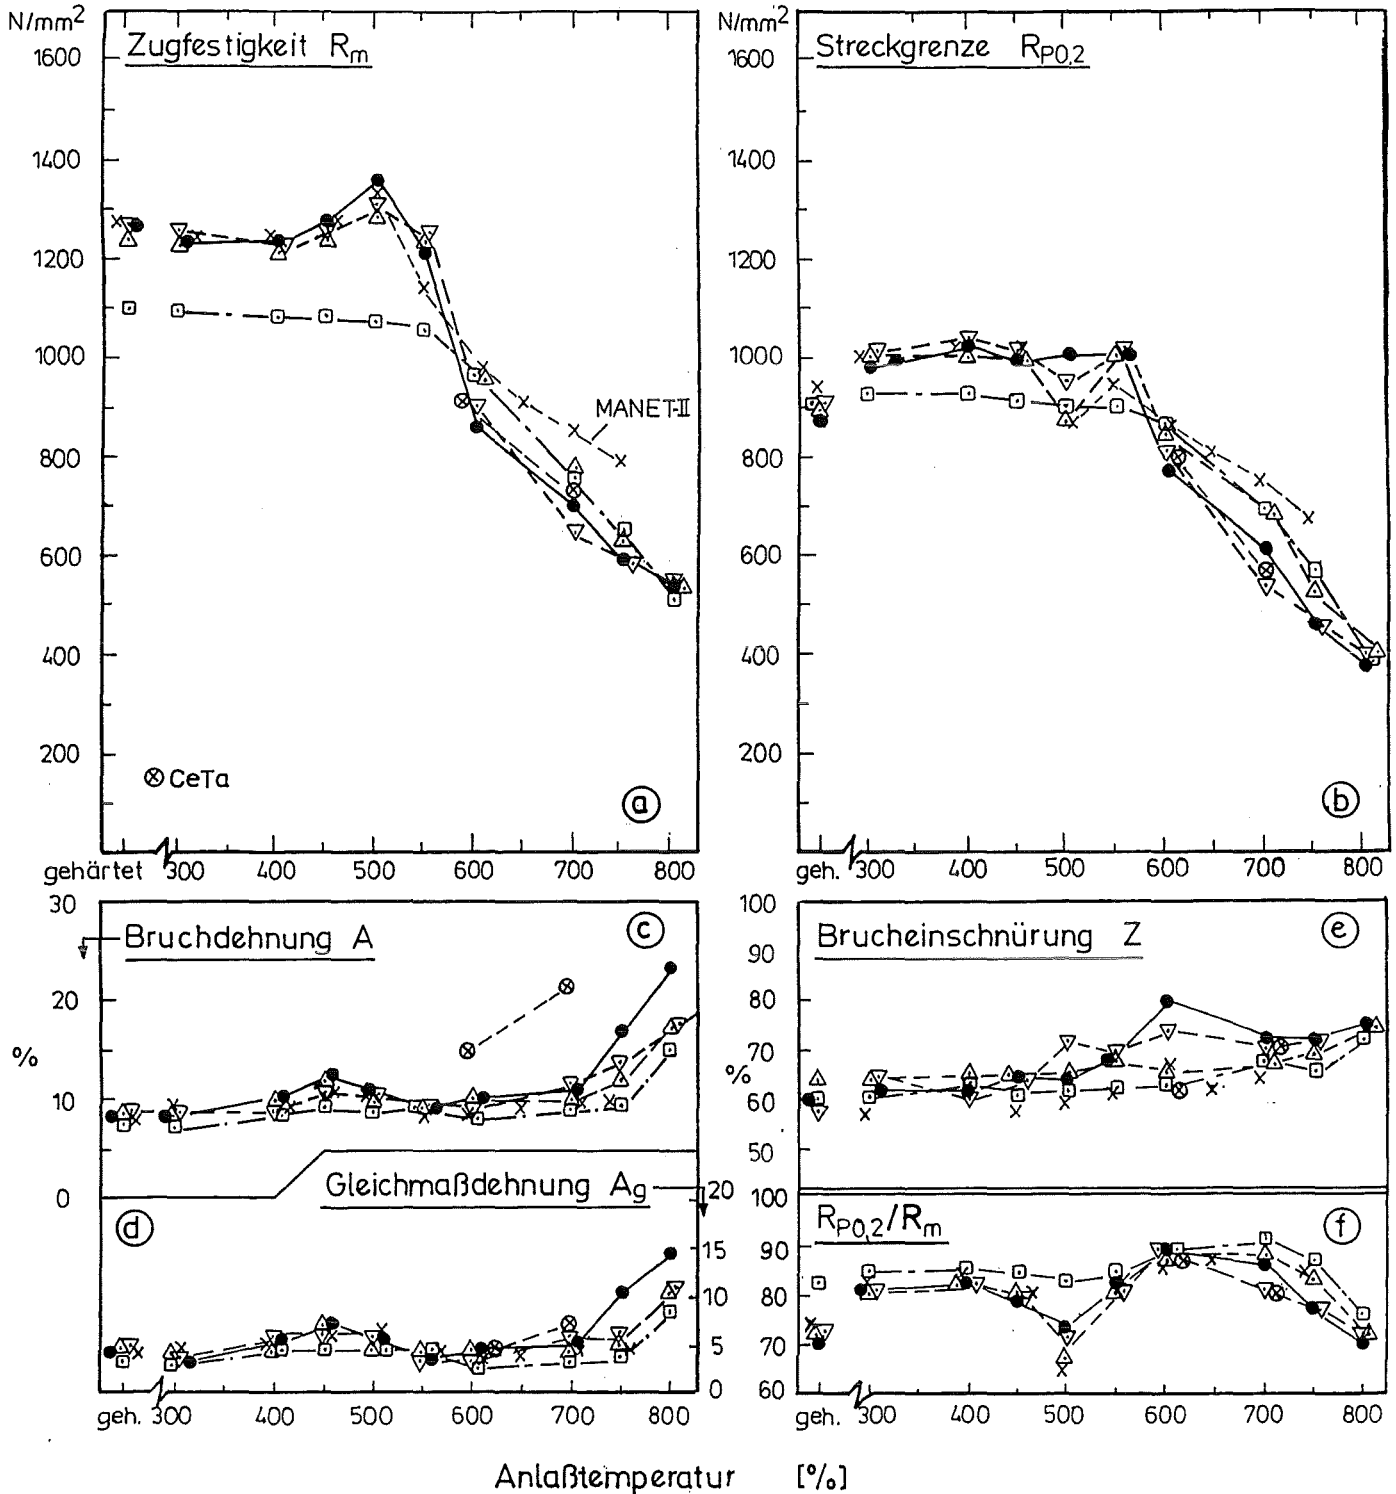 N/mm²
Zugfestigkeit Rm
1600
1400
1200
1000
800
600
400
200
MANET-II
CeTa
a
gehärtet 300 400 500 600 700 800
N/mm²
Streckgrenze RP0,2
1600
1400
1200
1000
800
600
400
200
b
geh. 300 400 500 600 700 800
30
Bruchdehnung A
c
20
%
10
0
Gleichmaßdehnung Ag
20
d
15
10
5
0
geh. 300 400 500 600 700 800
100
Brucheinschnürung Z
e
90
80
70
%
60
50
100
RP0,2/Rm
f
90
80
70
60
geh. 300 400 500 600 700 800
Anlaßtemperatur [%]